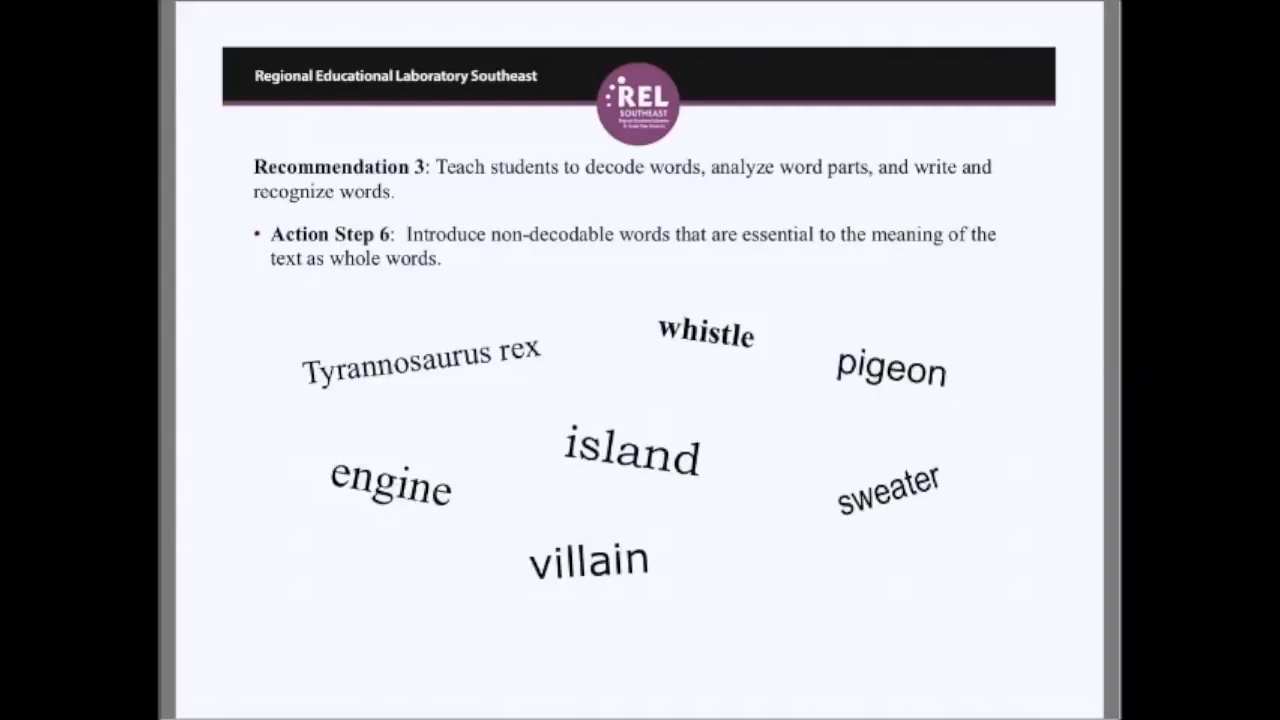 Regional Educational Laboratory Southeast
REL
SOUTHEAST
Recommendation 3: Teach students to decode words, analyze word parts, and write and
recognize words.
• Action Step 6: Introduce non-decodable words that are essential to the meaning of the
text as whole words.
Tyrannosaurus rex
whistle
pigeon
island
engine
sweater
villain